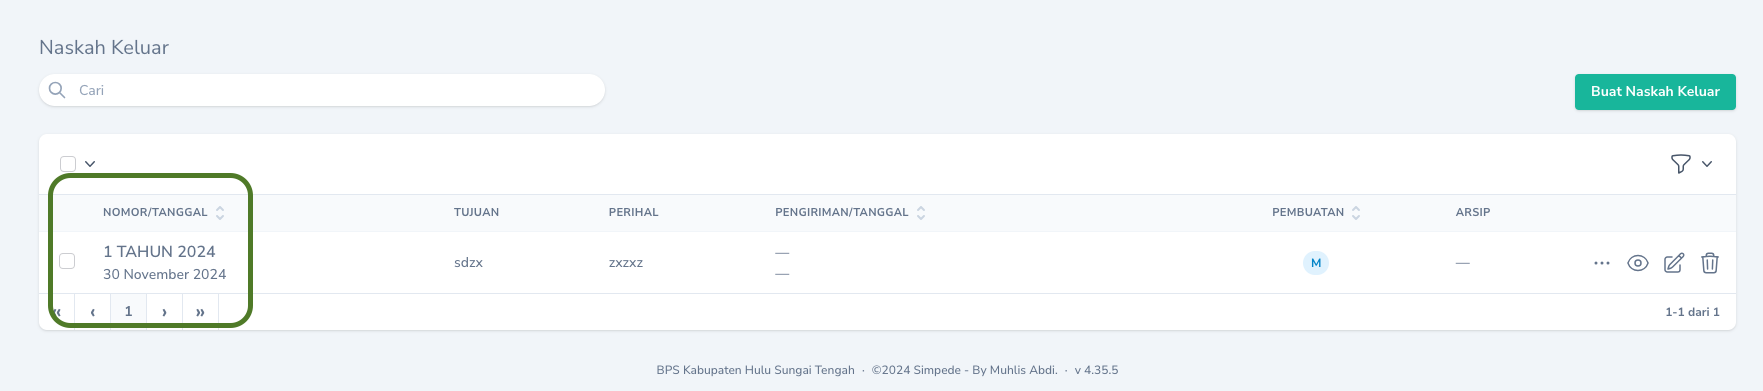 Naskah Keluar
Cari
Buat Naskah Keluar
NOMOR/TANGGAL TUJUAN PERIHAL PENGIRIMAN/TANGGAL PEMBUATAN ARSIP
1 TAHUN 2024 —
30 November 2024 sdzx zxzxz — M —
« ‹ 1 › » 1-1 dari 1
BPS Kabupaten Hulu Sungai Tengah · ©2024 Simpede - By Muhlis Abdi. · v 4.35.5